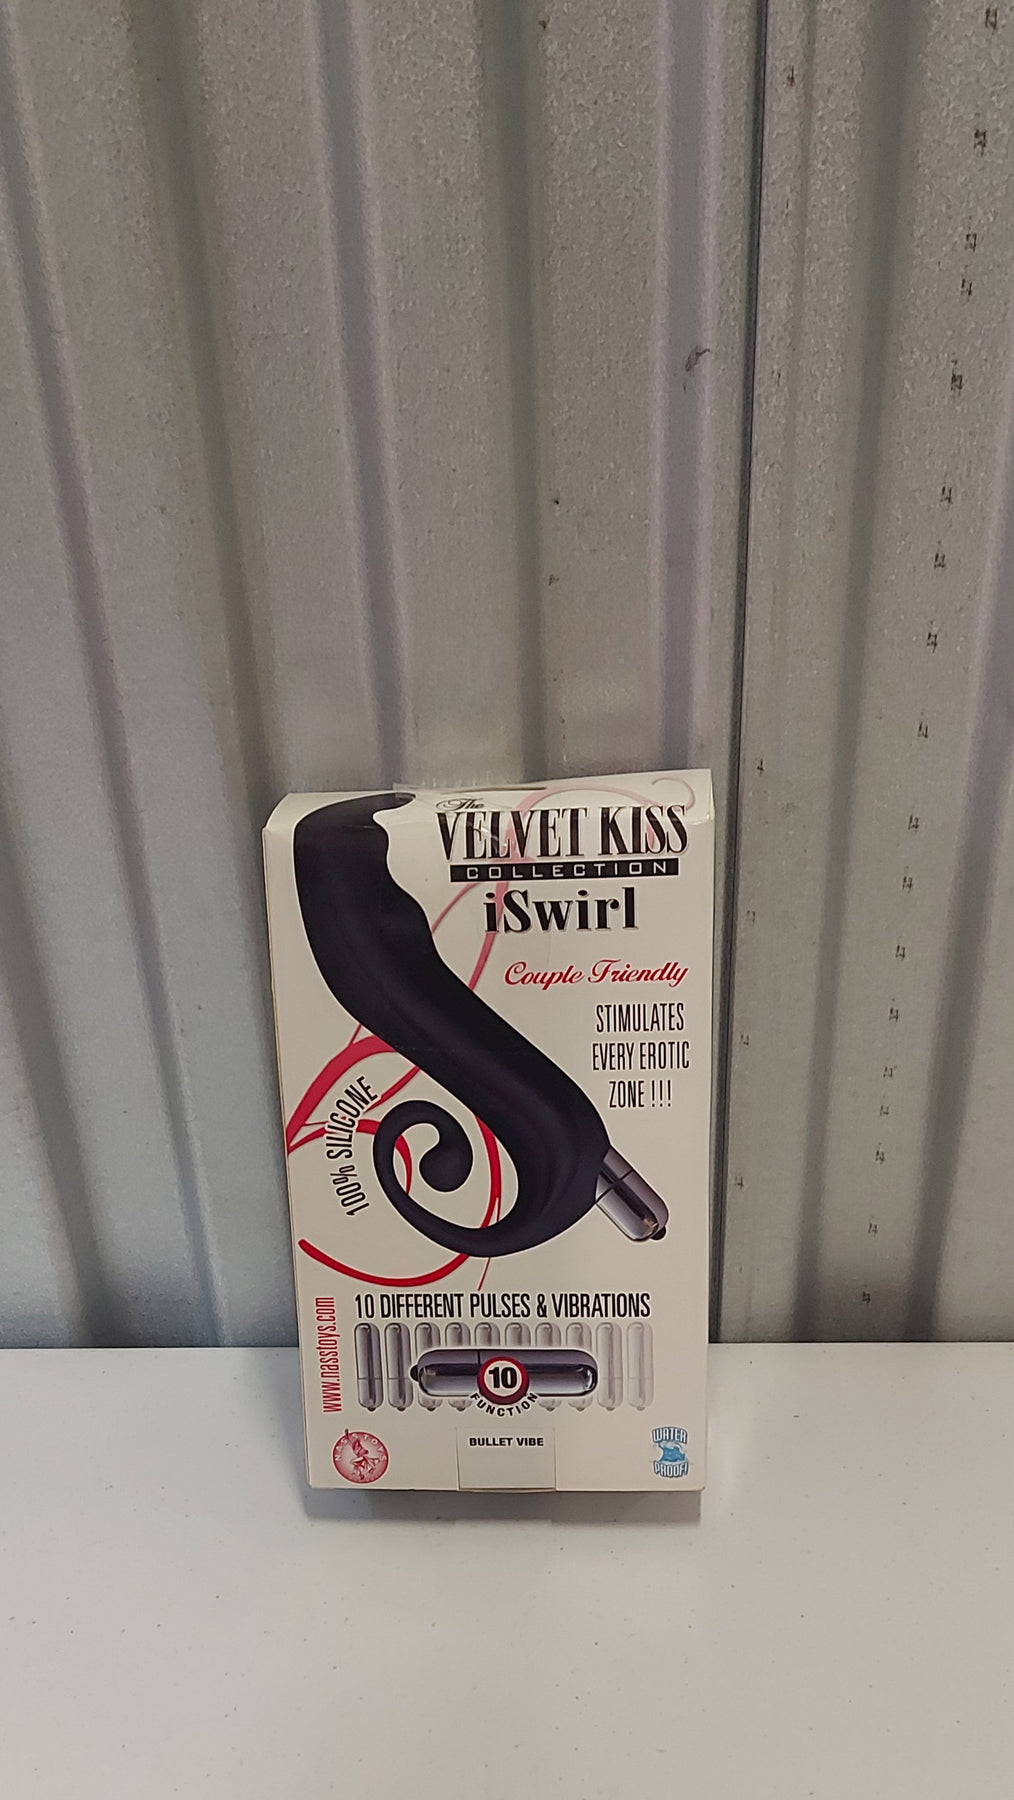 The
VELVET KISS
COLLECTION
iSwirl
Couple Friendly
STIMULATES
EVERY EROTIC
ZONE !!!
100% SILICONE
10 DIFFERENT PULSES & VIBRATIONS
www.nasstoys.com
10
FUNCTION
NASSTOYS
BULLET VIBE
WATER
PROOF!